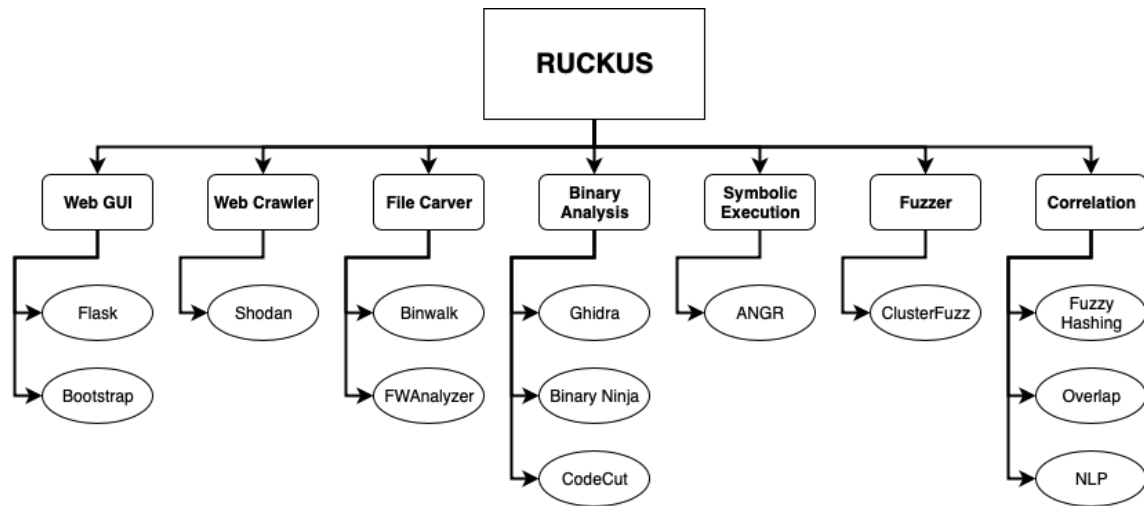 RUCKUS
Web GUI
Web Crawler
File Carver
Binary
Analysis
Symbolic
Execution
Fuzzer
Correlation
Flask
Shodan
Binwalk
Ghidra
ANGR
ClusterFuzz
Fuzzy
Hashing
Bootstrap
FWAnalyzer
Binary Ninja
Overlap
CodeCut
NLP